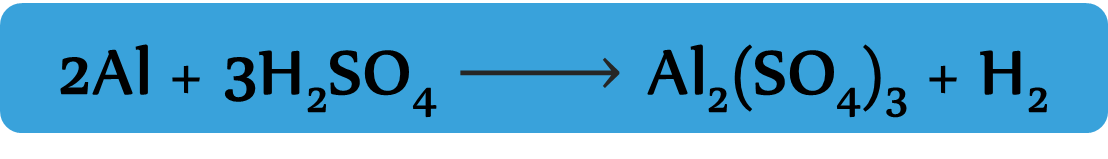 2Al + 3H₂SO₄ ⟶ Al₂(SO₄)₃ + H₂